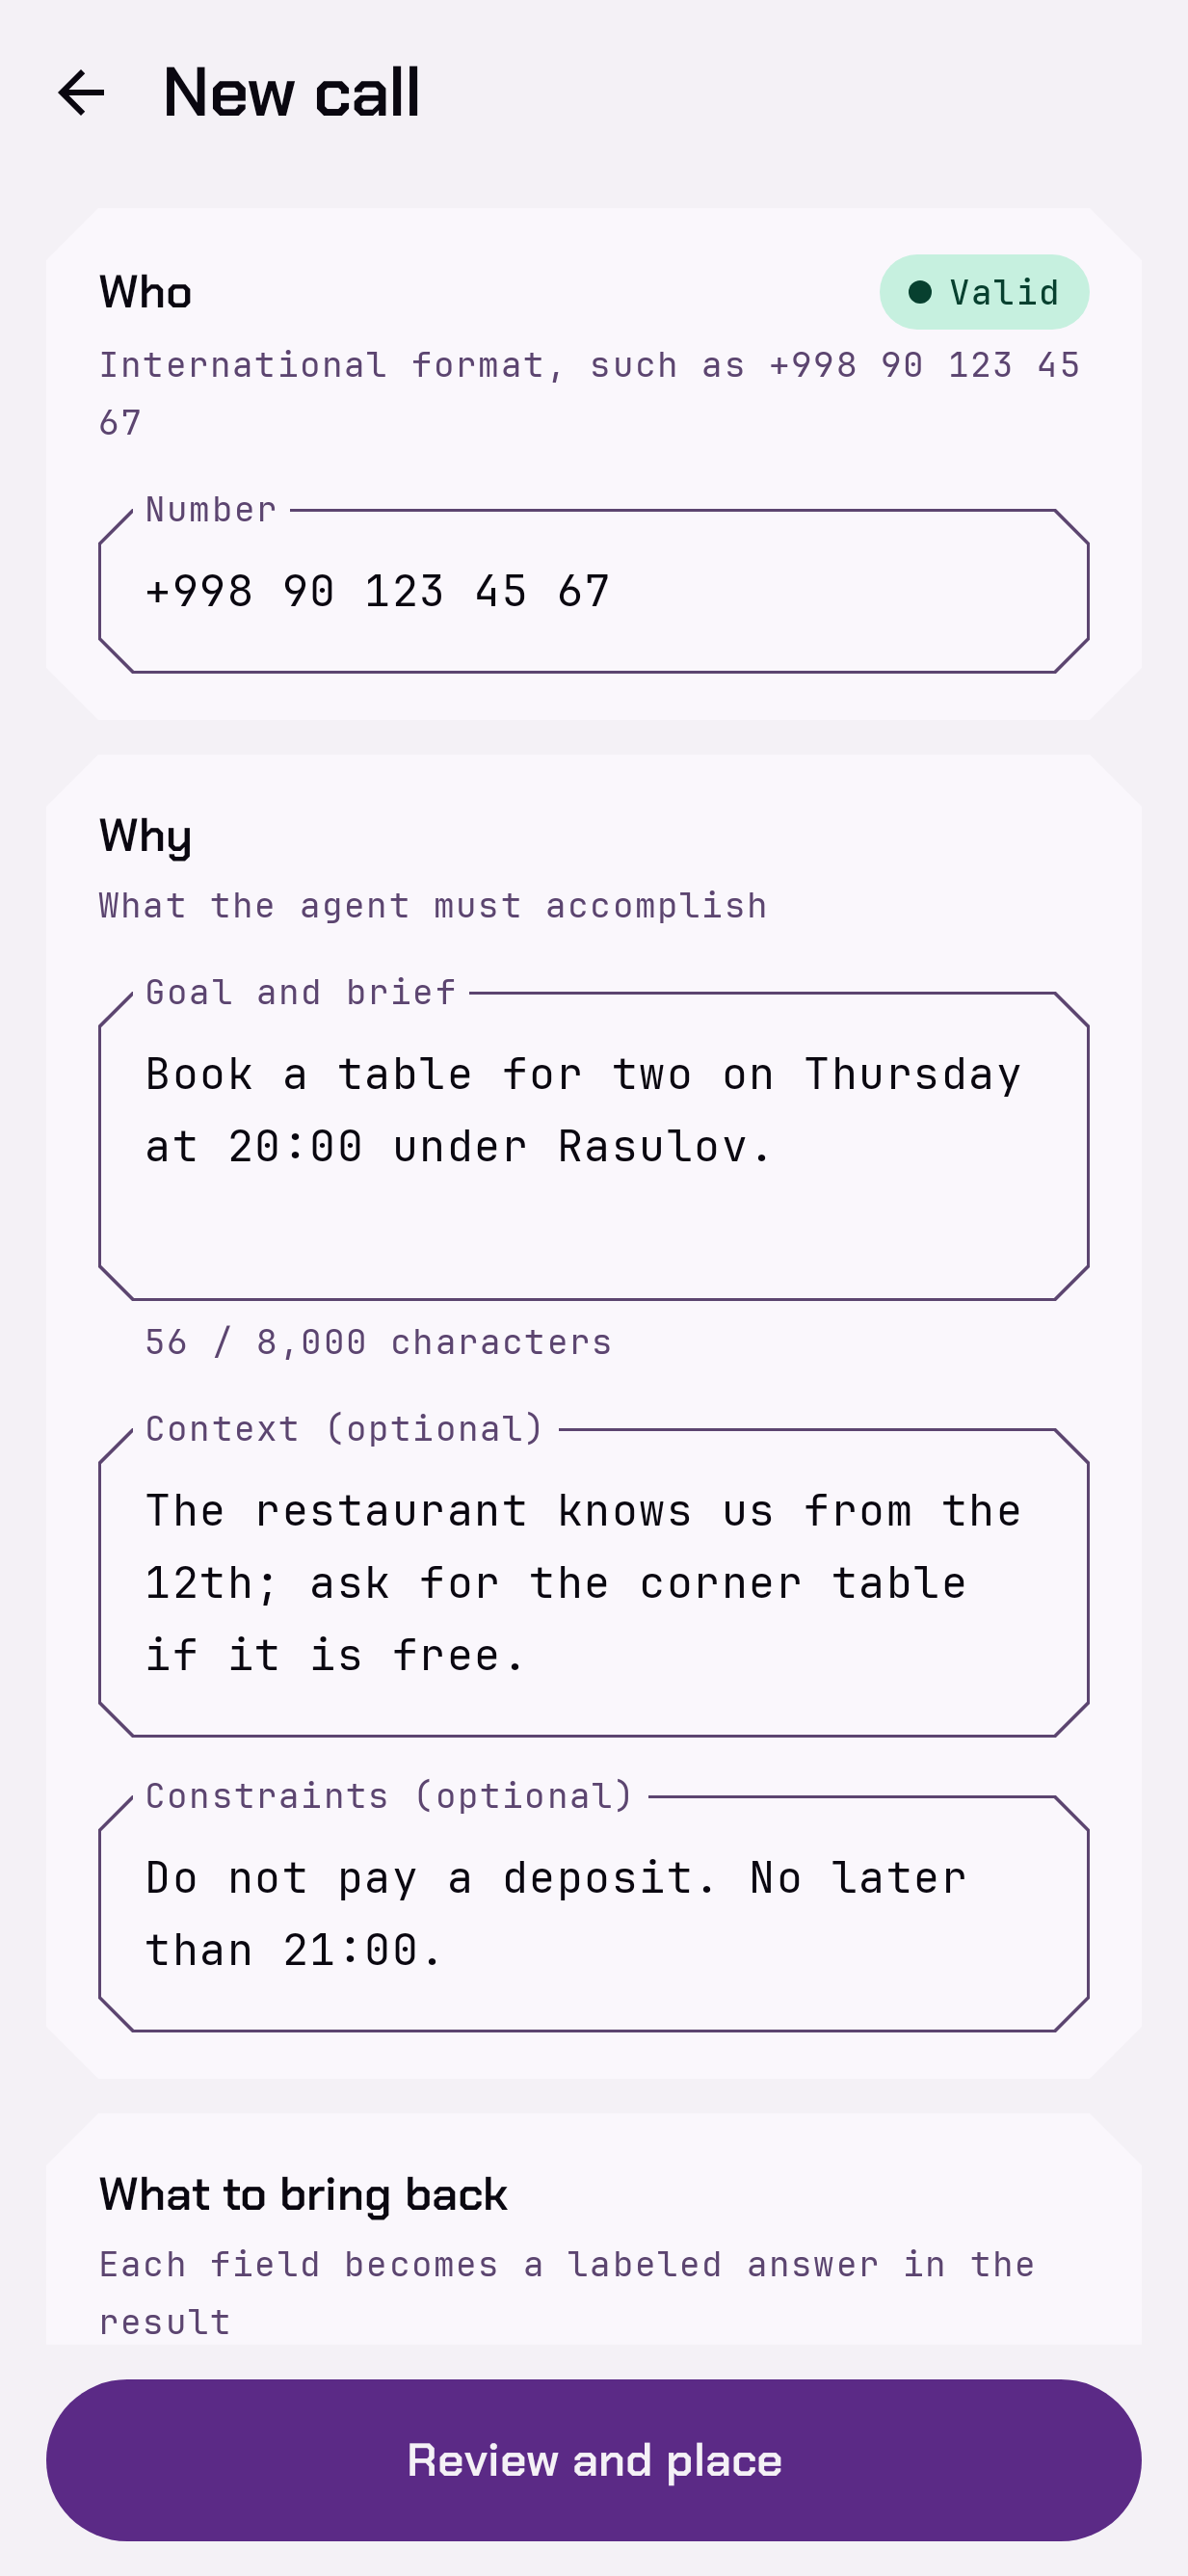 New call
Who
Valid
International format, such as +998 90 123 45
67
Number
+998 90 123 45 67
Why
What the agent must accomplish
Goal and brief
Book a table for two on Thursday
at 20:00 under Rasulov.
56 / 8,000 characters
Context (optional)
The restaurant knows us from the
12th; ask for the corner table
if it is free.
Constraints (optional)
Do not pay a deposit. No later
than 21:00.
What to bring back
Each field becomes a labeled answer in the
result
Review and place